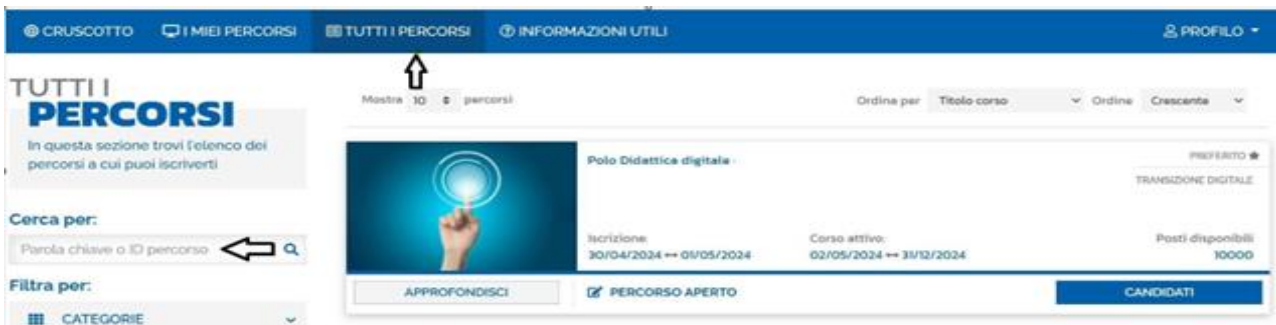 CRUSCOTTO I MIEI PERCORSI TUTTI I PERCORSI INFORMAZIONI UTILI PROFILO
TUTTI I
PERCORSI
In questa sezione trovi l'elenco dei
percorsi a cui puoi iscriverti
Cerca per:
Parola chiave o ID percorso
Filtra per:
CATEGORIE
Mostra 10 percorsi
Ordina per Titolo corso Ordine Crescente
Polo Didattica digitale
PREFERITO
TRANSIZIONE DIGITALE
Iscrizione: Corso attivo: Posti disponibili
30/04/2024 ↔ 01/05/2024 02/05/2024 ↔ 31/12/2024 10000
APPROFONDISCI PERCORSO APERTO CANDIDATI